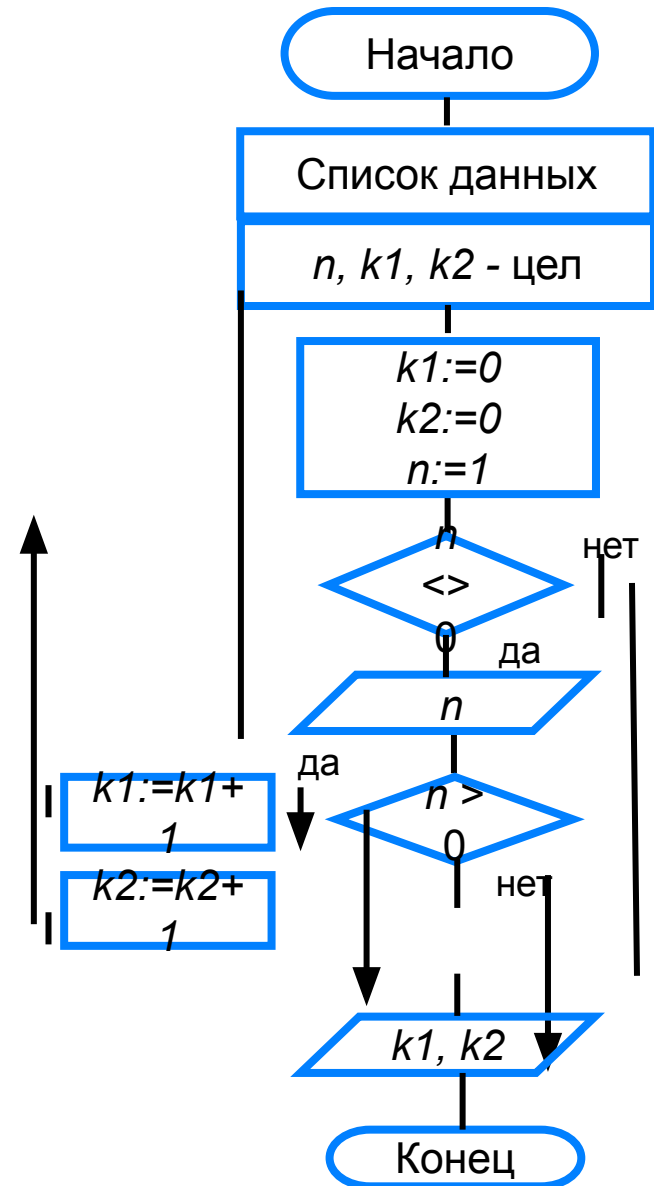 Начало
Список данных
n, k1, k2 - цел
k1:=0
k2:=0
n:=1
n
<>
0
нет
да
n
да
n >
0
k1:=k1+
1
нет
k2:=k2+
1
k1, k2
Конец